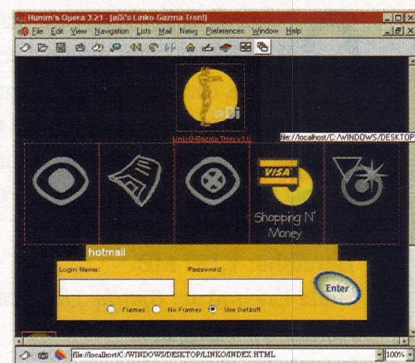 Hunim's Opera 3.21 - [aDi's Linko-Gazma Tron!]
File Edit View Navigation Lists Mail News Preferences Window Help
aDi
file://localhost/C:/WINDOWS/DESKTOP
VISA
Shopping N'
Money
hotmail
Login Name:
Password
Enter
Frames No Frames Use Default
file://localhost/C:/WINDOWS/DESKTOP/LINKO/INDEX.HTML
100%